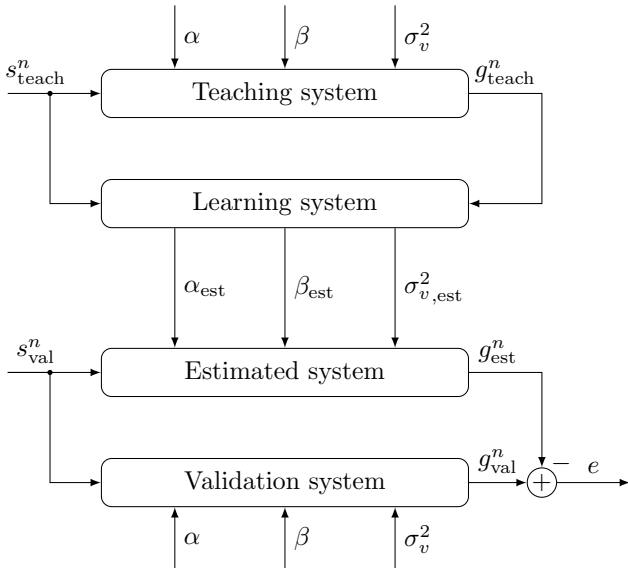 α β σ_v^2
s_teach^n g_teach^n
Teaching system
Learning system
α_est β_est σ_{v,est}^2
s_val^n g_est^n
Estimated system
g_val^n − e
Validation system +
α β σ_v^2